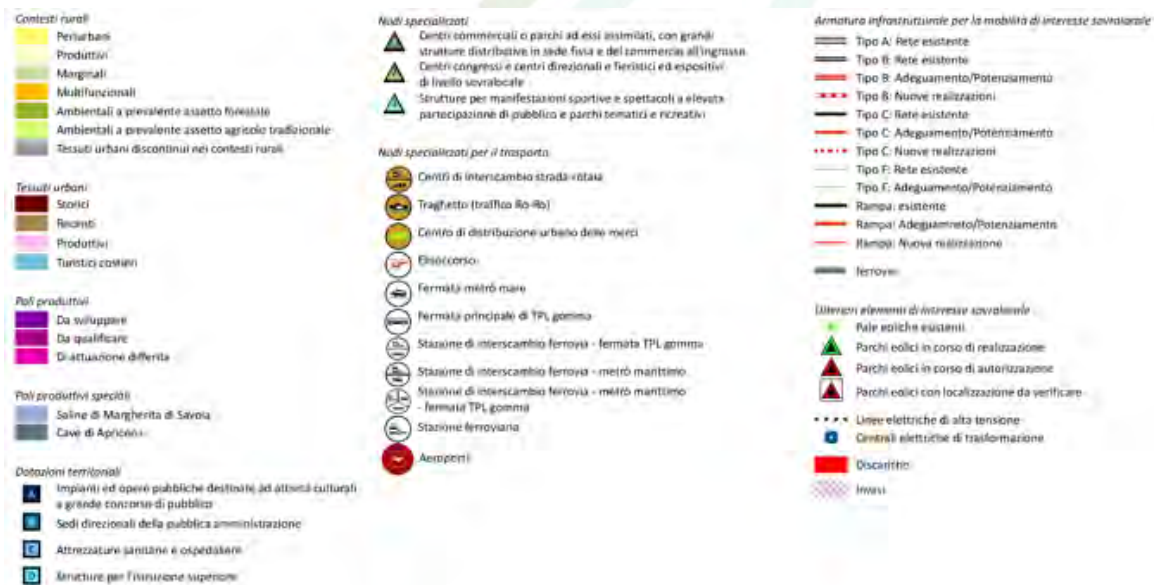 Contesti rurali
Periurbani
Produttivi
Marginali
Multifunzionali
Ambientali a prevalente assetto forestale
Ambientali a prevalente assetto agricolo tradizionale
Tessuti urbani discontinui nei contesti rurali
Tessuti urbani
Storici
Recenti
Produttivi
Turistici costieri
Poli produttivi
Da sviluppare
Da qualificare
Di attuazione differita
Poli produttivi speciali
Saline di Margherita di Savoia
Cave di Apricena
Dotazioni territoriali
A Impianti ed opere pubbliche destinate ad attività culturali
a grande concorso di pubblico
Sedi direzionali della pubblica amministrazione
C Attrezzature sanitarie e ospedaliere
D Strutture per l'istruzione superiore
Nodi specializzati
Centri commerciali o parchi ad essi assimilati, con grandi
strutture distributive in sede fissa e del commercio all'ingrosso
Centri congressi e centri direzionali e fieristici ed espositivi
di livello sovralocale
Strutture per manifestazioni sportive e spettacoli a elevata
partecipazione di pubblico e parchi tematici e ricreativi
Nodi specializzati per il trasporto
Centri di interscambio strada-rotaia
Traghetto (traffico Ro-Ro)
Centro di distribuzione urbano delle merci
Elisoccorso
Fermata metrò mare
Fermata principale di TPL gomma
Stazione di interscambio ferrovia - fermata TPL gomma
Stazione di interscambio ferrovia - metrò marittimo
Stazione di interscambio ferrovia - metrò marittimo
- fermata TPL gomma
Stazione ferroviaria
Aeroporti
Armatura infrastrutturale per la mobilità di interesse sovralocale
Tipo A: Rete esistente
Tipo B: Rete esistente
Tipo B: Adeguamento/Potenziamento
Tipo B: Nuove realizzazioni
Tipo C: Rete esistente
Tipo C: Adeguamento/Potenziamento
Tipo C: Nuove realizzazioni
Tipo F: Rete esistente
Tipo F: Adeguamento/Potenziamento
Rampa: esistente
Rampa: Adeguamneto/Potenziamento
Rampa: Nuova realizzazione
ferrovie
Ulteriori elementi di interesse sovralocale
Pale eoliche esistenti
Parchi eolici in corso di realizzazione
Parchi eolici in corso di autorizzazione
Parchi eolici con localizzazione da verificare
Linee elettriche di alta tensione
Centrali elettriche di trasformazione
Discariche
Invasi